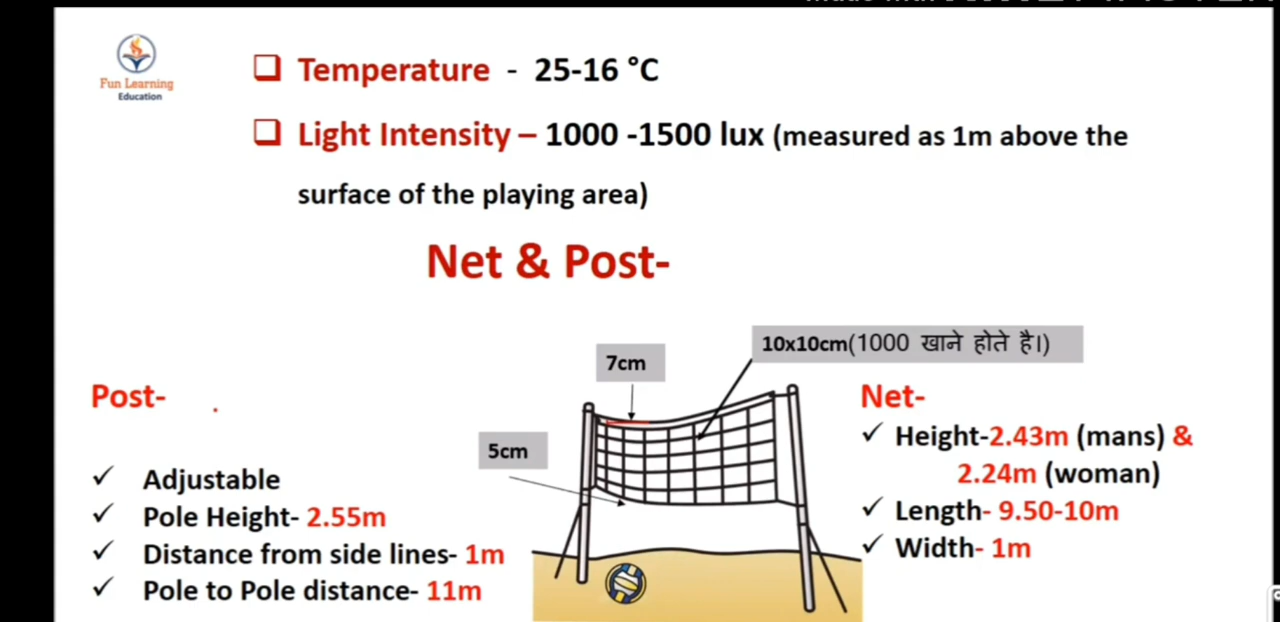 Fun Learning
Education
Temperature - 25-16 °C
Light Intensity – 1000 -1500 lux (measured as 1m above the
surface of the playing area)
Net & Post-
10x10cm(1000 खाने होते है।)
7cm
5cm
Post-
Adjustable
Pole Height- 2.55m
Distance from side lines- 1m
Pole to Pole distance- 11m
Net-
Height-2.43m (mans) &
2.24m (woman)
Length- 9.50-10m
Width- 1m